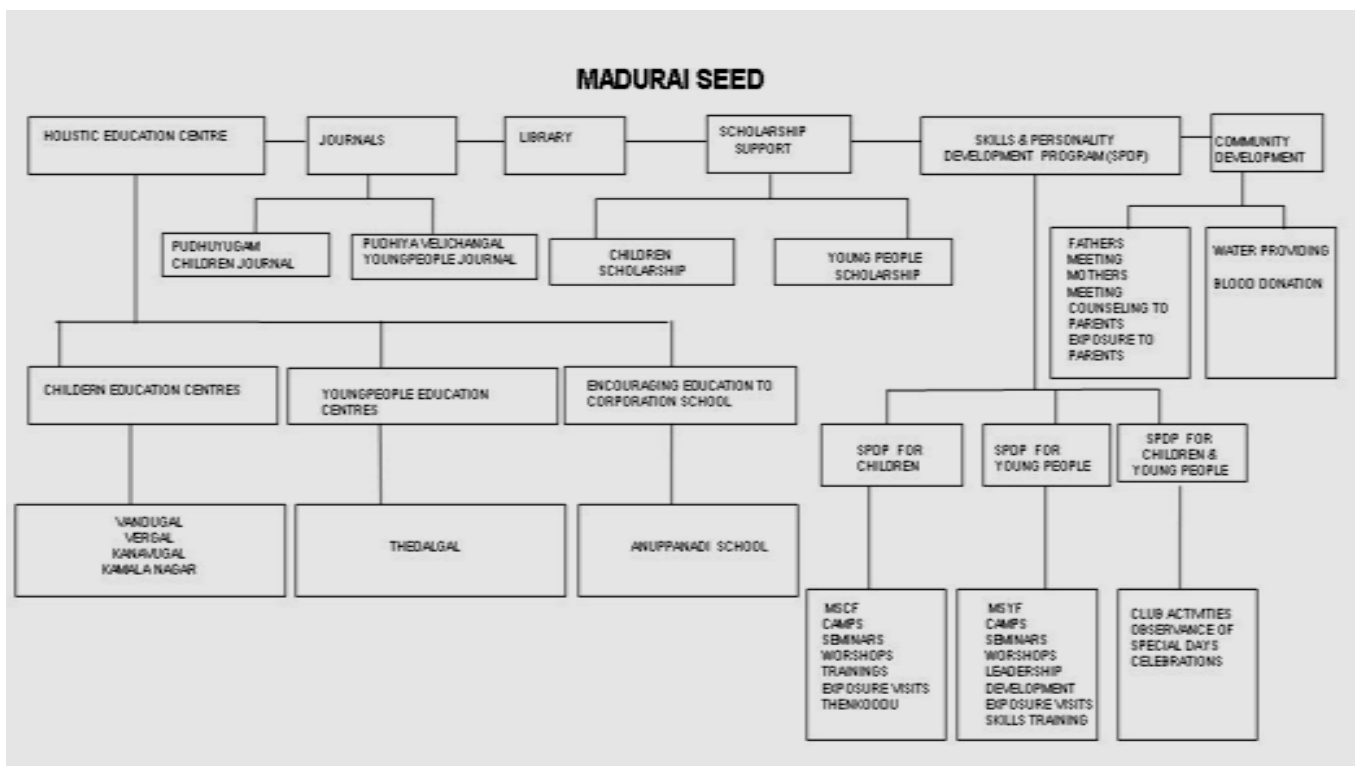 MADURAI SEED
HOLISTIC EDUCATION CENTRE
JOURNALS
LIBRARY
SCHOLARSHIP
SUPPORT
SKILLS & PERSONALITY
DEVELOPMENT PROGRAM (SPDP)
COMMUNITY
DEVELOPMENT
PUDHUYUGAM
CHILDREN JOURNAL
PUDHIYA VELICHANGAL
YOUNGPEOPLE JOURNAL
CHILDREN
SCHOLARSHIP
YOUNG PEOPLE
SCHOLARSHIP
FATHERS
MEETING
MOTHERS
MEETING
COUNSELING TO
PARENTS
EXPOSURE TO
PARENTS
WATER PROVIDING
BLOOD DONATION
CHILDERN EDUCATION CENTRES
YOUNGPEOPLE EDUCATION
CENTRES
ENCOURAGING EDUCATION TO
CORPORATION SCHOOL
SPDP FOR
CHILDREN
SPDP FOR
YOUNG PEOPLE
SPDP FOR
CHILDREN &
YOUNG PEOPLE
VANDUGAL
VERGAL
KANAVUGAL
KAMALA NAGAR
THEDALGAL
ANUPPANADI SCHOOL
MSCF
CAMPS
SEMINARS
WORSHOPS
TRAININGS
EXPOSURE VISITS
THENKOODU
MSYF
CAMPS
SEMINARS
WORSHOPS
LEADERSHIP
DEVELOPMENT
EXPOSURE VISITS
SKILLS TRAINING
CLUB ACTIVITIES
OBSERVANCE OF
SPECIAL DAYS
CELEBRATIONS